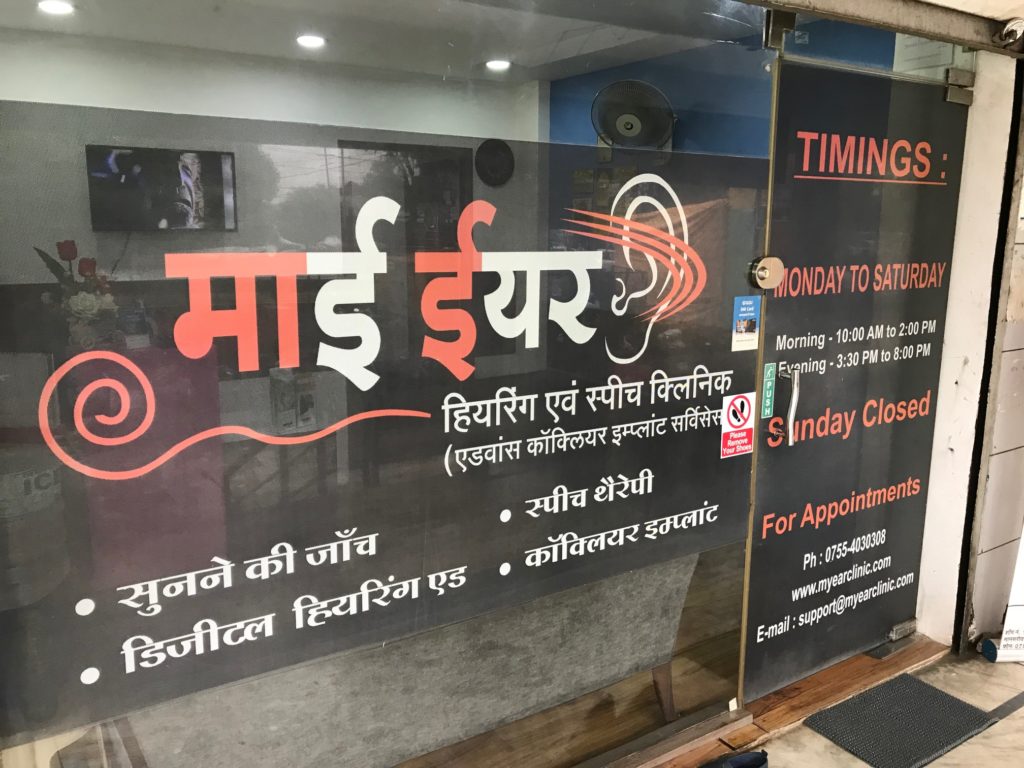 माई ईयर
हियरिंग एवं स्पीच क्लिनिक
(एडवांस कॉक्लियर इम्प्लांट सर्विसेस
• सुनने की जाँच
• डिजीटल हियरिंग एड
• स्पीच थैरेपी
• कॉक्लियर इम्प्लांट
Please
Remove
Your Shoes
PUSH
TIMINGS :
MONDAY TO SATURDAY
Morning - 10:00 AM to 2:00 PM
Evening - 3:30 PM to 8:00 PM
Sunday Closed
For Appointments
Ph : 0755-4030308
www.myearclinic.com
E-mail : support@myearclinic.com